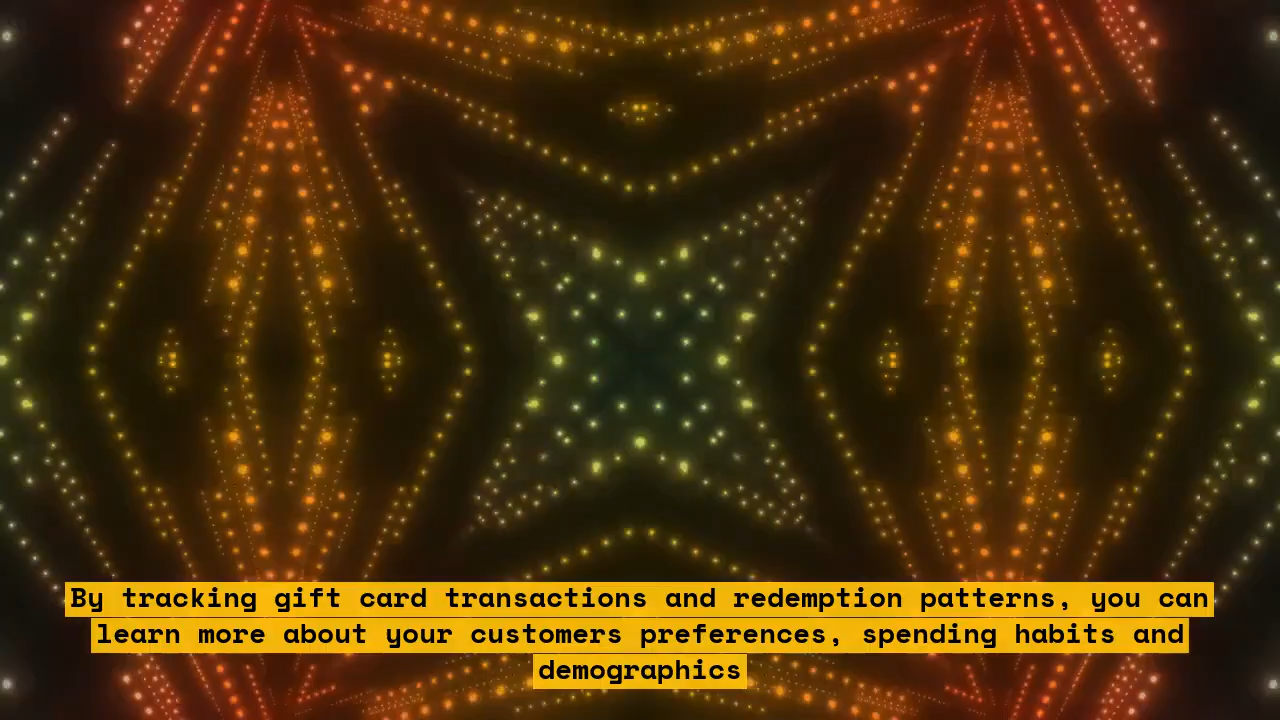 By tracking gift card transactions and redemption patterns, you can
learn more about your customers preferences, spending habits and
demographics